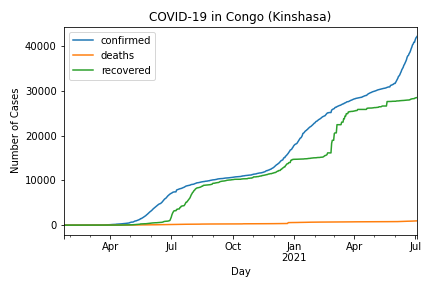 COVID-19 in Congo (Kinshasa)
confirmed
deaths
recovered
Number of Cases
40000
30000
20000
10000
0
Apr Jul Oct Jan Apr Jul
2021
Day